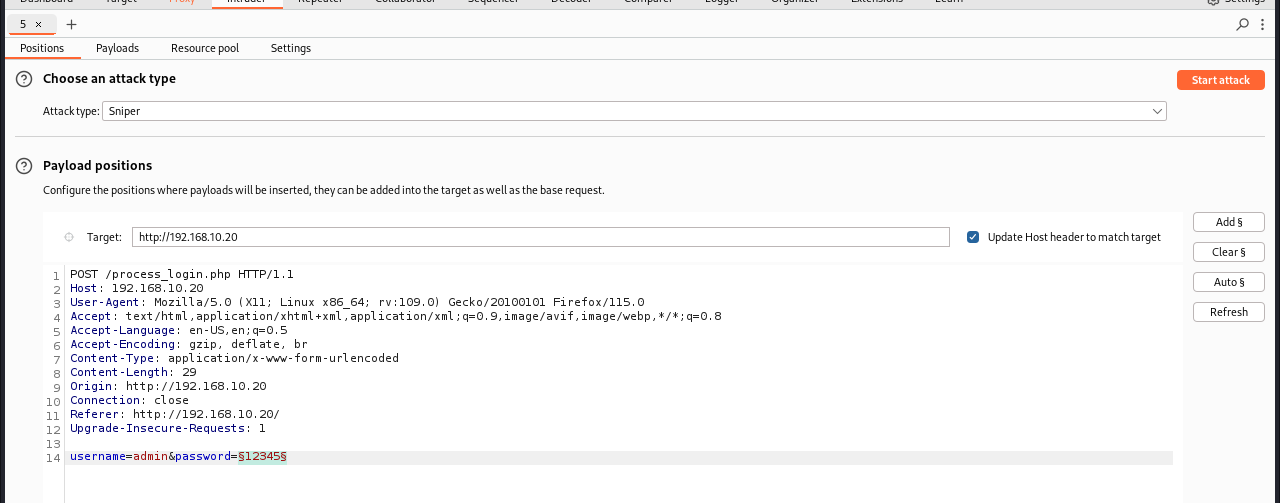 Dashboard Target Proxy Intruder Repeater Collaborator Sequencer Decoder Comparer Logger Organizer Extensions Learn Settings
5 × +
Positions Payloads Resource pool Settings
Choose an attack type
Start attack
Attack type: Sniper
Payload positions
Configure the positions where payloads will be inserted, they can be added into the target as well as the base request.
Target: http://192.168.10.20
Update Host header to match target
Add §
Clear §
Auto §
Refresh
1 POST /process_login.php HTTP/1.1
2 Host: 192.168.10.20
3 User-Agent: Mozilla/5.0 (X11; Linux x86_64; rv:109.0) Gecko/20100101 Firefox/115.0
4 Accept: text/html,application/xhtml+xml,application/xml;q=0.9,image/avif,image/webp,*/*;q=0.8
5 Accept-Language: en-US,en;q=0.5
6 Accept-Encoding: gzip, deflate, br
7 Content-Type: application/x-www-form-urlencoded
8 Content-Length: 29
9 Origin: http://192.168.10.20
10 Connection: close
11 Referer: http://192.168.10.20/
12 Upgrade-Insecure-Requests: 1
13
14 username=admin&password=§12345§